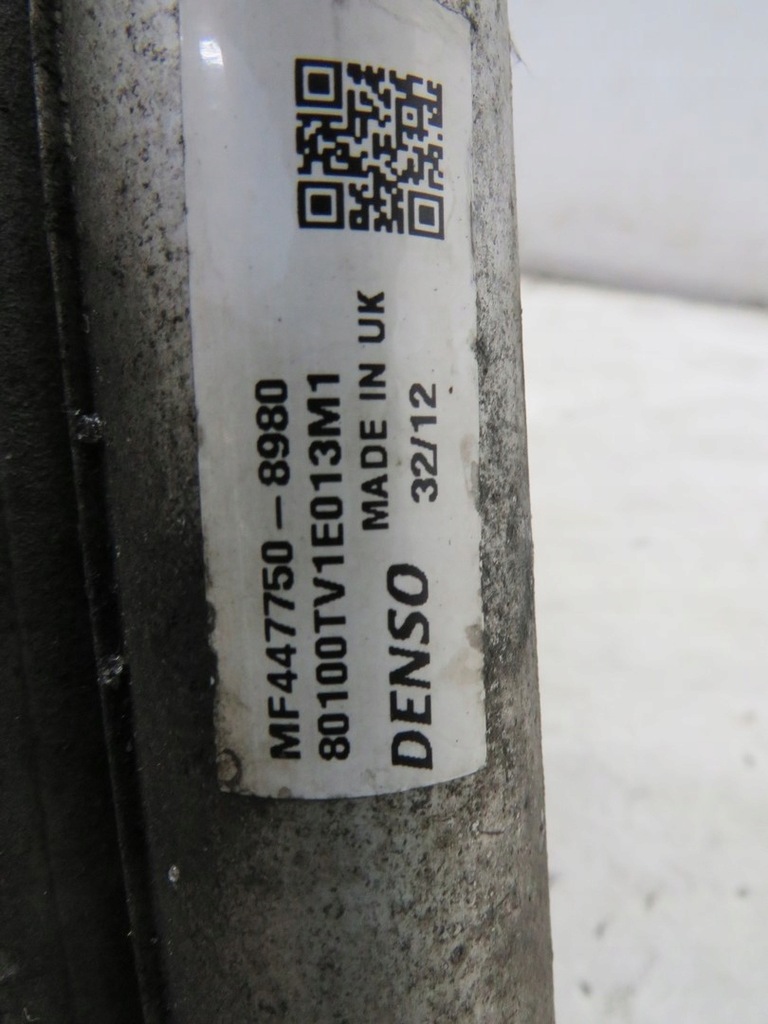 MF447750-8980
80100TV1E013M1
MADE IN UK
DENSO 32/12